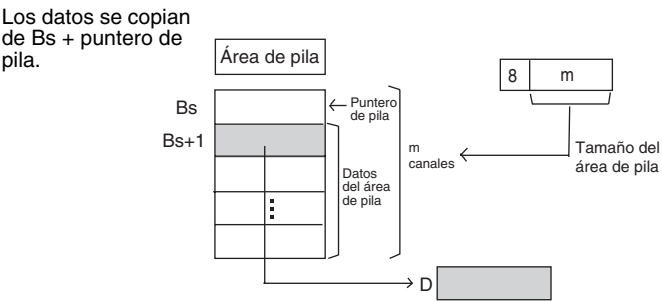 Los datos se copian
de Bs + puntero de
pila.
Área de pila
8 m
Bs
Puntero
de pila
Bs+1
m
canales
Tamaño del
área de pila
Datos
del área
de pila
D